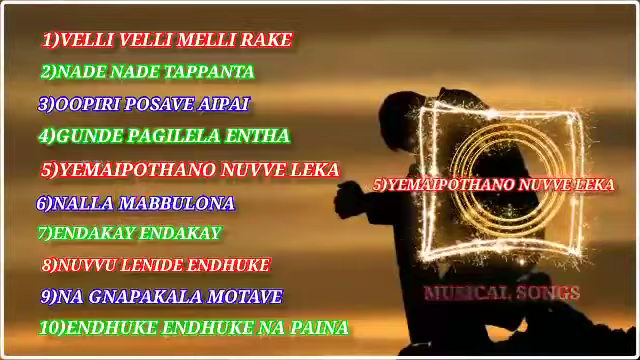 1)VELLI VELLI MELLI RAKE
2)NADE NADE TAPPANTA
3)OOPIRI POSAVE AIPAI
4)GUNDE PAGILELA ENTHA
5)YEMAIPOTHANO NUVVE LEKA
6)NALLA MABBULONA
7)ENDAKAY ENDAKAY
8)NUVVU LENIDE ENDHUKE
9)NA GNAPAKALA MOTAVE
10)ENDHUKE ENDHUKE NA PAINA
5)YEMAIPOTHANO NUVVE LEKA
MUSICAL SONGS